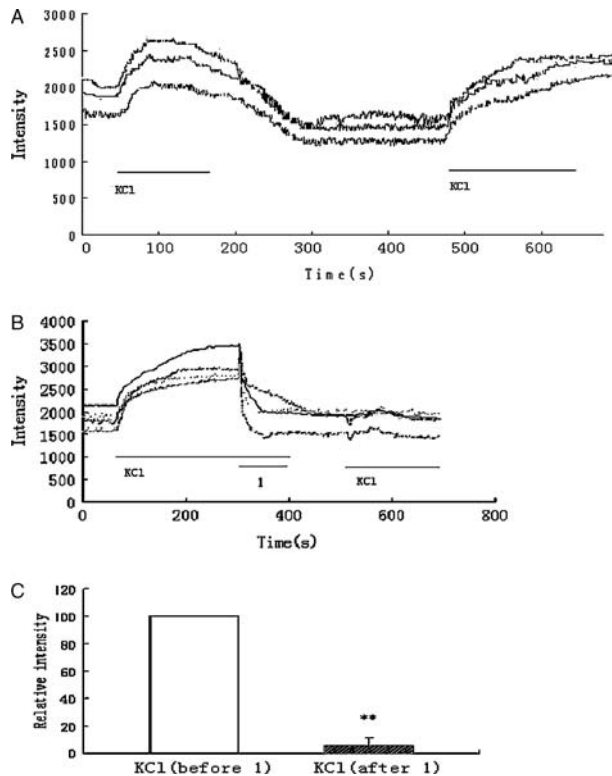 A
Intensity
3000
2500
2000
1500
1000
500
0
KCl
KCl
0 100 200 300 400 500 600
Time(s)
B
Intensity
4000
3500
3000
2500
2000
1500
1000
500
0
KCl
1
KCl
0 200 400 600 800
Time(s)
C
Relative intensity
120
100
80
60
40
20
0
**
KCl(before 1) KCl(after 1)